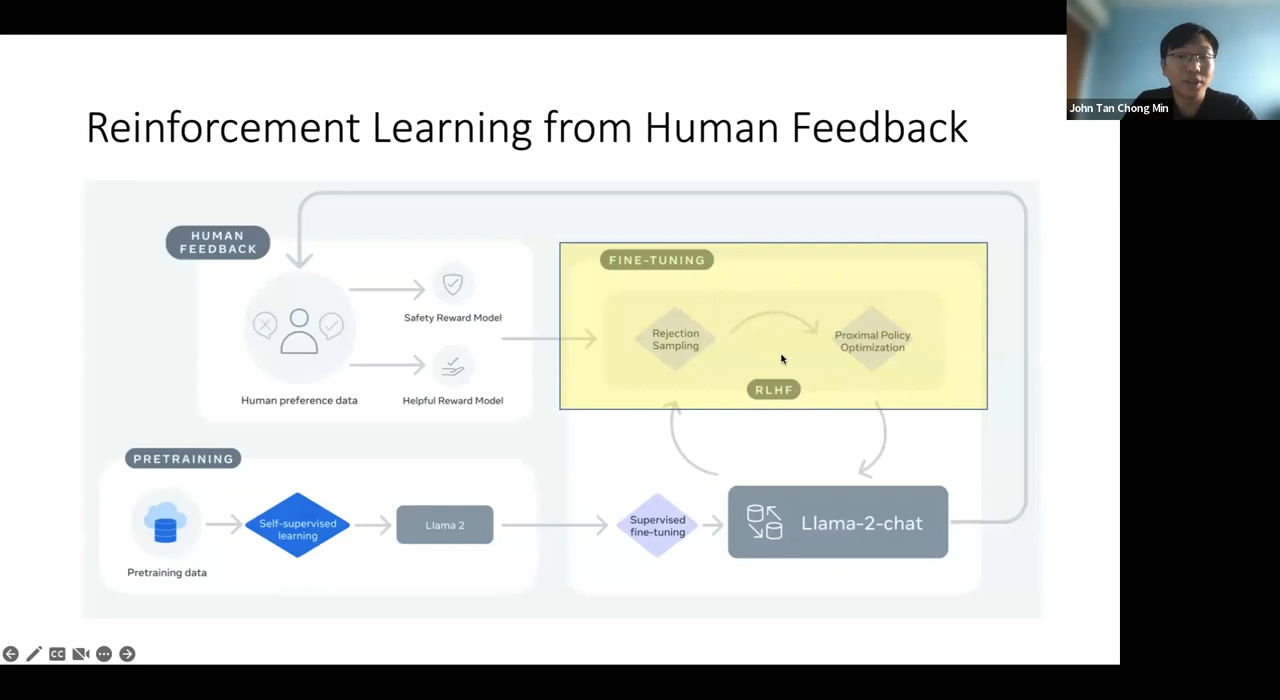 John Tan Chong Min
Reinforcement Learning from Human Feedback
HUMAN
FEEDBACK
Safety Reward Model
Human preference data
Helpful Reward Model
FINE-TUNING
Rejection
Sampling
Proximal Policy
Optimization
RLHF
PRETRAINING
Pretraining data
Self-supervised
learning
Llama 2
Supervised
fine-tuning
Llama-2-chat
CC